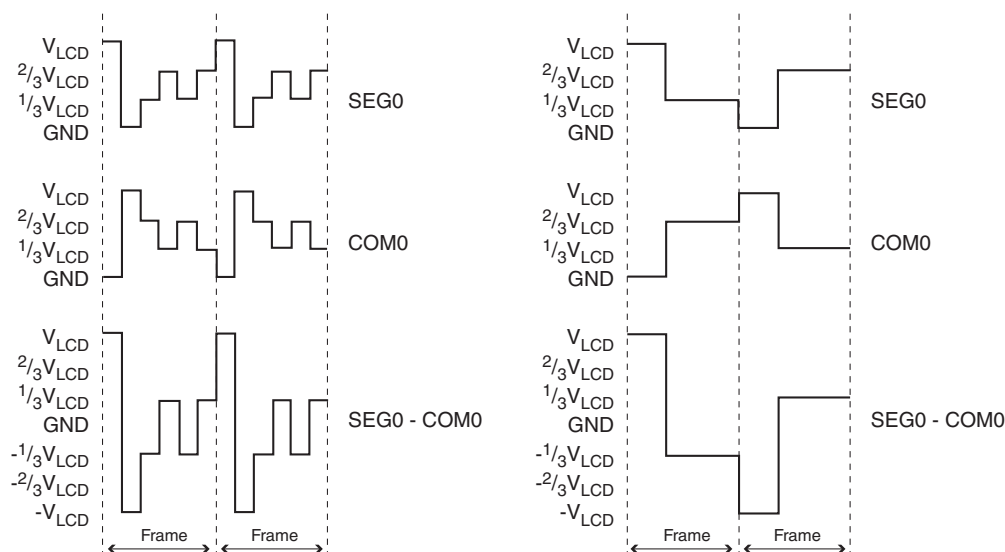 V_LCD
2/3V_LCD
1/3V_LCD
GND
SEG0
V_LCD
2/3V_LCD
1/3V_LCD
GND
COM0
V_LCD
2/3V_LCD
1/3V_LCD
GND
-1/3V_LCD
-2/3V_LCD
-V_LCD
SEG0 - COM0
Frame
Frame
V_LCD
2/3V_LCD
1/3V_LCD
GND
SEG0
V_LCD
2/3V_LCD
1/3V_LCD
GND
COM0
V_LCD
2/3V_LCD
1/3V_LCD
GND
-1/3V_LCD
-2/3V_LCD
-V_LCD
SEG0 - COM0
Frame
Frame